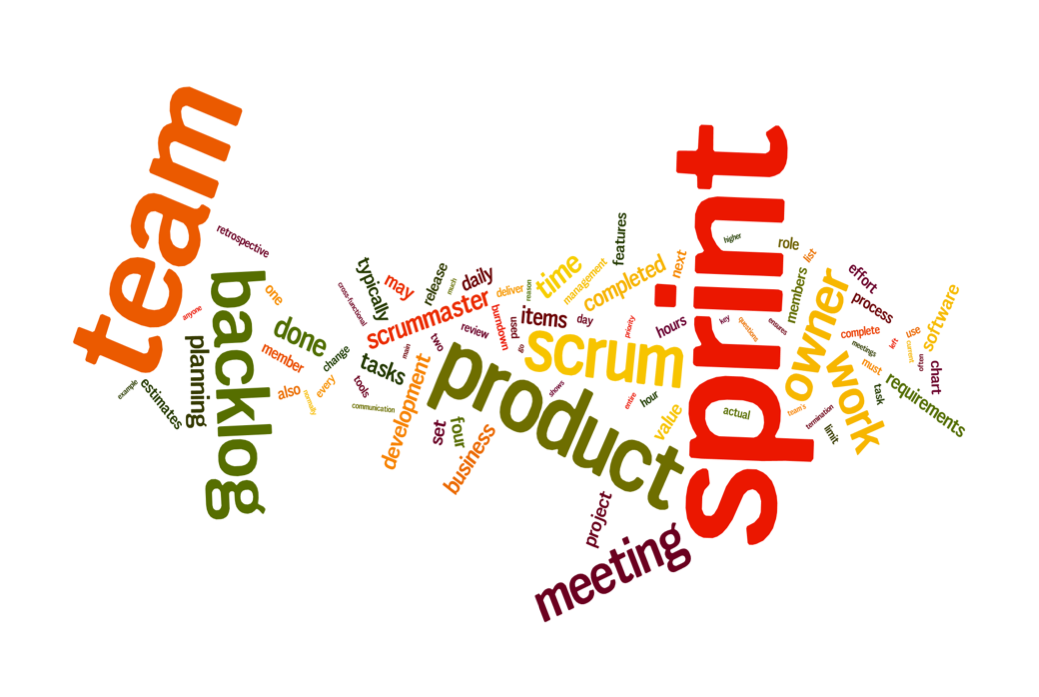 team
retrospective
backlog
one
anyone
planning
example
estimates
done
member
also
every
change
typically
cross-functional
may
release
much
daily
deliver
reason
time
management
features
completed
next
scrummaster
review
burndown
used
items
day
priority
hours
main
two
tasks
tools
communication
development
product
scrum
shows
set
four
business
entire
hour
value
project
meeting
sprint
higher
key
questions
ensures
actual
role
list
members
owner
team's
termination
limit
work
effort
process
complete
meetings
must
task
left
use
current
often
software
chart
requirements